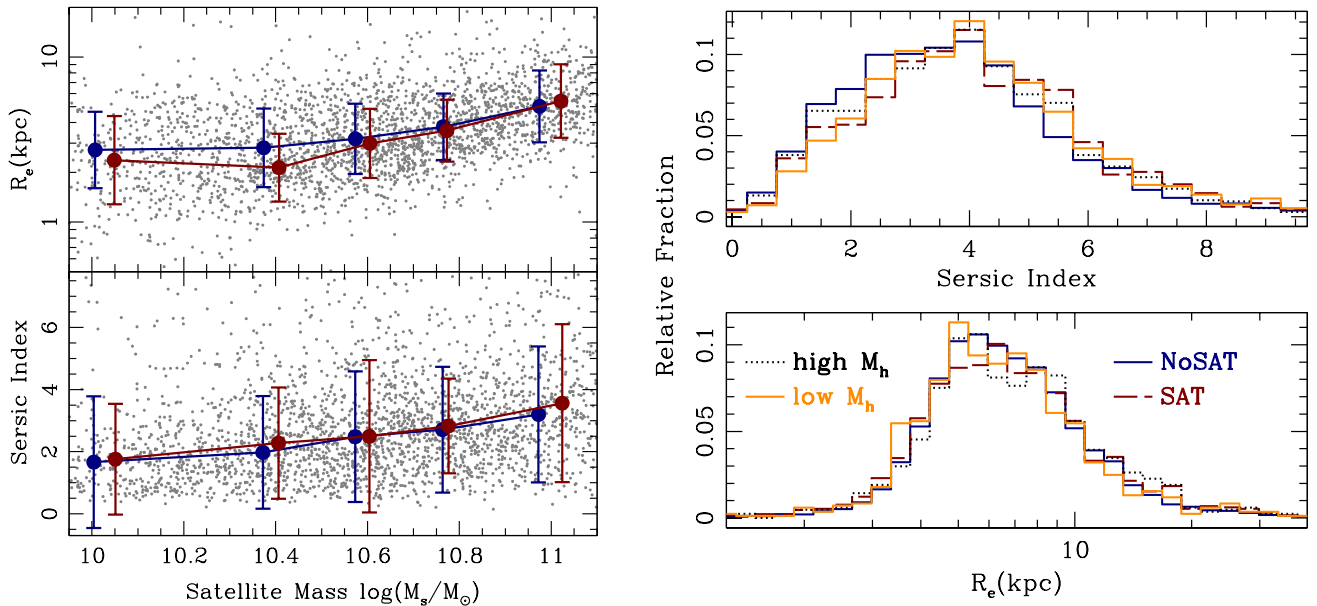 R_e(kpc)
10
1
Sersic Index
6
4
2
0
10 10.2 10.4 10.6 10.8 11
Satellite Mass log(M_s/M_⊙)
Relative Fraction
0.1
0.05
0
0 2 4 6 8
Sersic Index
0.1
0.05
0
high M_h
low M_h
NoSAT
SAT
10
R_e(kpc)